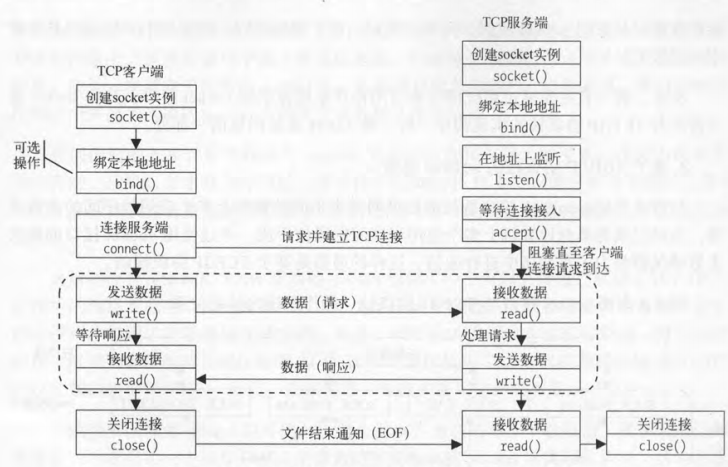 TCP客户端
创建socket实例
socket()
可选
操作
绑定本地地址
bind()
连接服务端
connect()
发送数据
write()
等待响应
接收数据
read()
关闭连接
close()
请求并建立TCP连接
数据（请求）
数据（响应）
文件结束通知（EOF）
TCP服务端
创建socket实例
socket()
绑定本地地址
bind()
在地址上监听
listen()
等待连接接入
accept()
阻塞直至客户端
连接请求到达
接收数据
read()
处理请求
发送数据
write()
接收数据
read()
关闭连接
close()